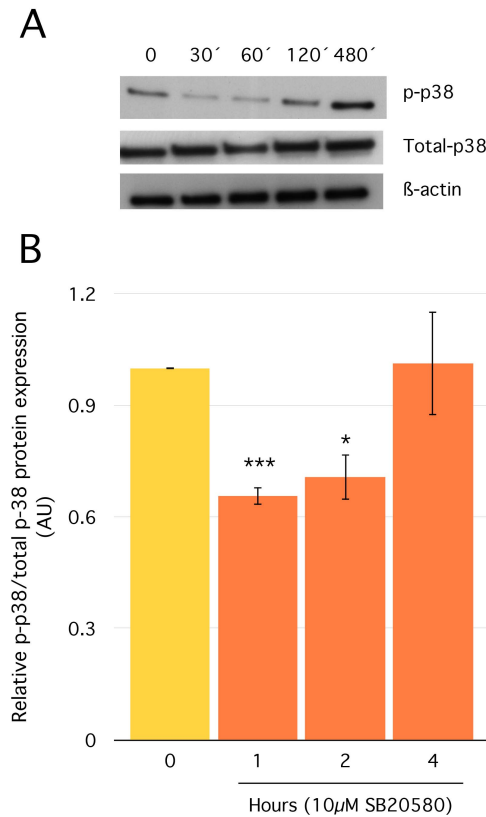 A
0 30´ 60´ 120´ 480´
p-p38
Total-p38
ß-actin
B
Relative p-p38/total p-38 protein expression
(AU)
1.2
0.9
0.6
0.3
0
***
*
0 1 2 4
Hours (10µM SB20580)